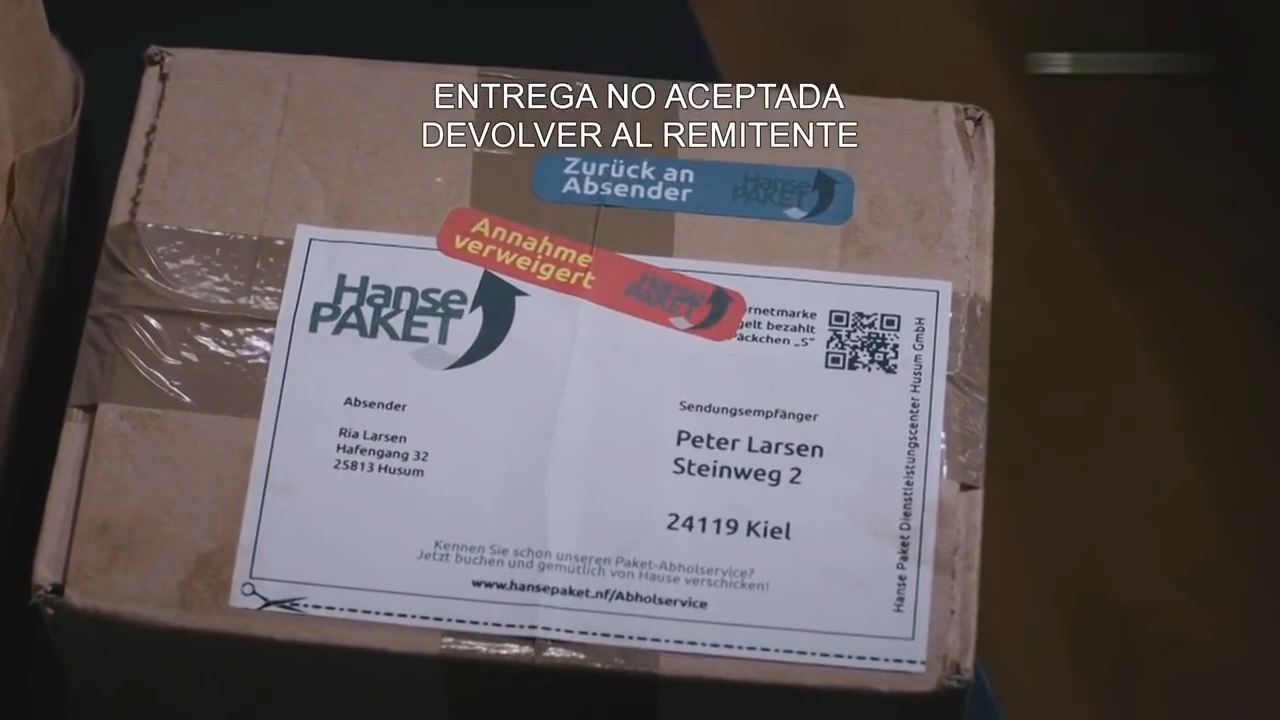 ENTREGA NO ACEPTADA
DEVOLVER AL REMITENTE
Zurück an
Absender
Hanse
PAKET
Annahme
verweigert
Hanse
PAKET
Hanse
PAKET
ernetmarke
gelt bezahlt
Päckchen „S“
Absender
Ria Larsen
Hafengang 32
25813 Husum
Sendungsempfänger
Peter Larsen
Steinweg 2
24119 Kiel
Kennen Sie schon unseren Paket-Abholservice?
Jetzt buchen und gemütlich von Hause verschicken!
www.hansepaket.nf/Abholservice
Hanse Paket Dienstleistungscenter Husum GmbH